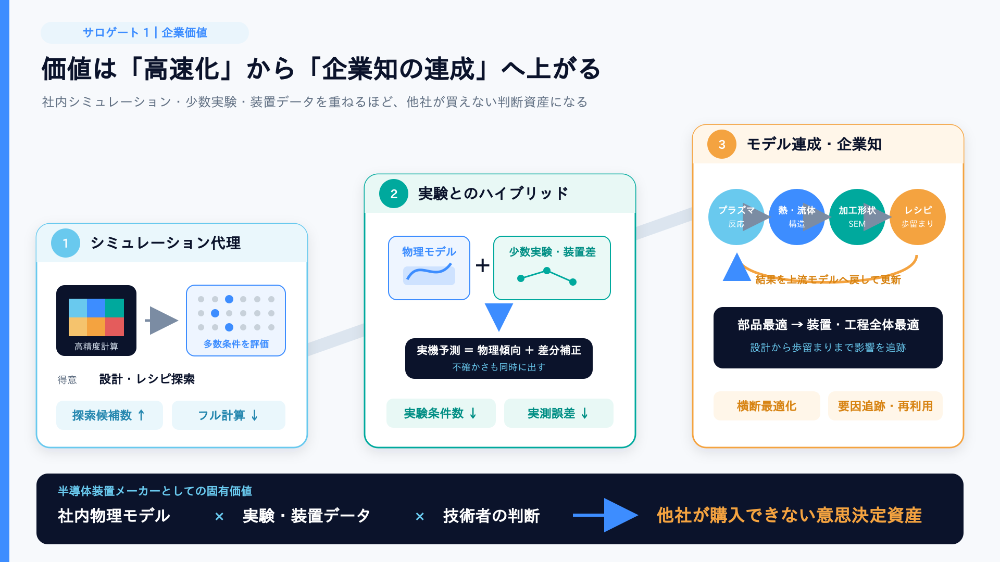 サロゲート 1｜企業価値
価値は「高速化」から「企業知の連成」へ上がる
社内シミュレーション・少数実験・装置データを重ねるほど、他社が買えない判断資産になる
1 シミュレーション代理
高精度計算
多数条件を評価
得意 設計・レシピ探索
探索候補数 ↑
フル計算 ↓
2 実験とのハイブリッド
物理モデル
+
少数実験・装置差
実機予測 = 物理傾向 + 差分補正
不確かさも同時に出す
実験条件数 ↓
実測誤差 ↓
3 モデル連成・企業知
プラズマ
反応
熱・流体
構造
加工形状
SEM
レシピ
歩留まり
結果を上流モデルへ戻して更新
部品最適 → 装置・工程全体最適
設計から歩留まりまで影響を追跡
横断最適化
要因追跡・再利用
半導体装置メーカーとしての固有価値
社内物理モデル × 実験・装置データ × 技術者の判断 他社が購入できない意思決定資産